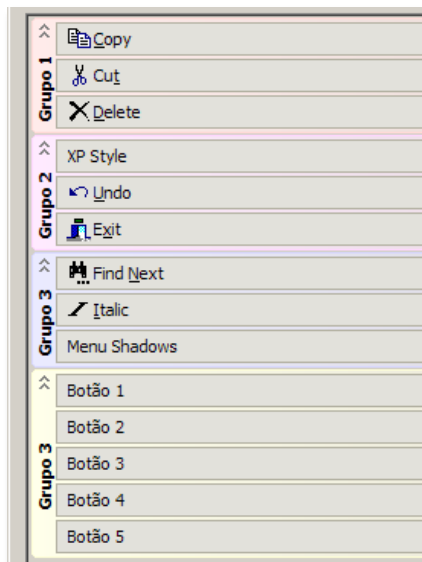 Grupo 1
Copy
Cut
Delete
Grupo 2
XP Style
Undo
Exit
Grupo 3
Find Next
Italic
Menu Shadows
Grupo 3
Botão 1
Botão 2
Botão 3
Botão 4
Botão 5